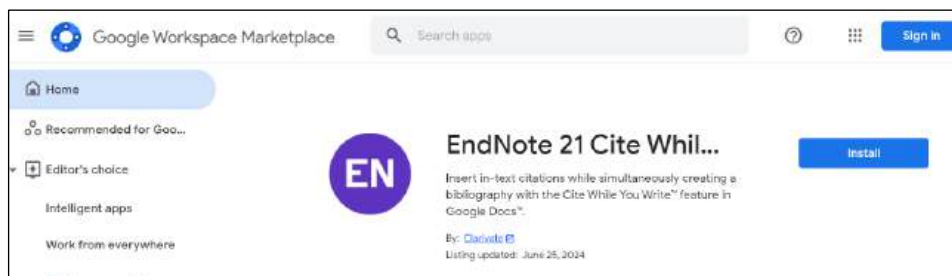 Google Workspace Marketplace
Search apps
Sign in
Home
Recommended for Goo...
Editor's choice
Intelligent apps
Work from everywhere
EN
EndNote 21 Cite Whil...
Install
Insert in-text citations while simultaneously creating a
bibliography with the Cite While You Write™ feature in
Google Docs™.
By: Clarivate
Listing updated: June 25, 2024